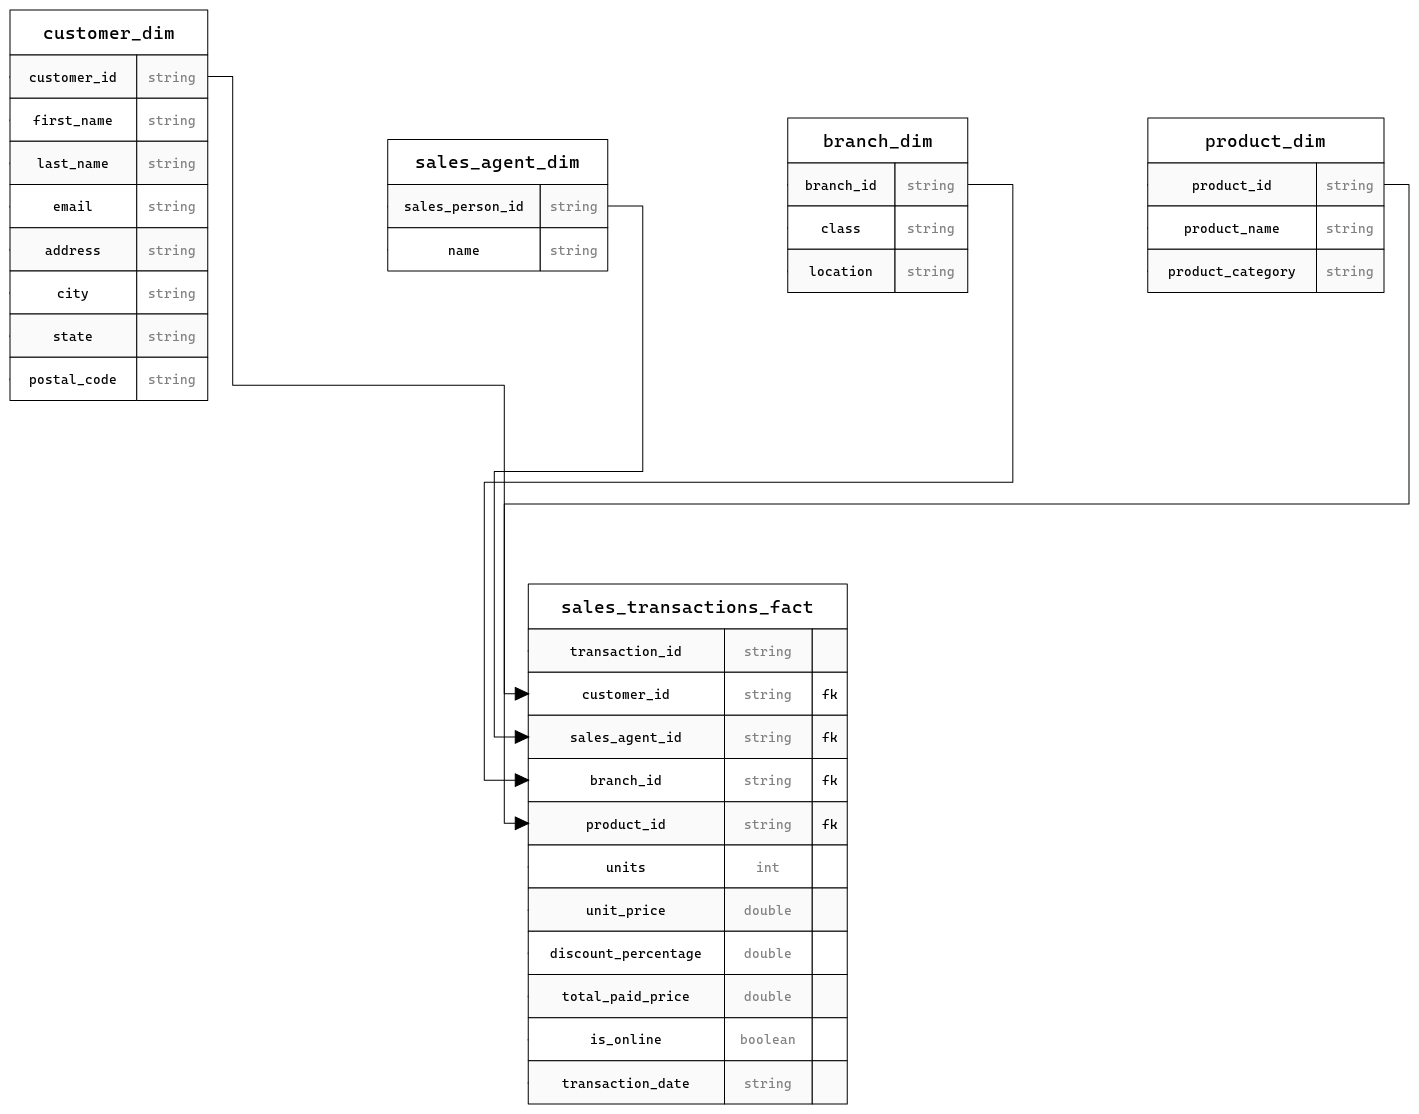 customer_dim
customer_id string
first_name string
last_name string
email string
address string
city string
state string
postal_code string
sales_agent_dim
sales_person_id string
name string
branch_dim
branch_id string
class string
location string
product_dim
product_id string
product_name string
product_category string
sales_transactions_fact
transaction_id string
customer_id string fk
sales_agent_id string fk
branch_id string fk
product_id string fk
units int
unit_price double
discount_percentage double
total_paid_price double
is_online boolean
transaction_date string